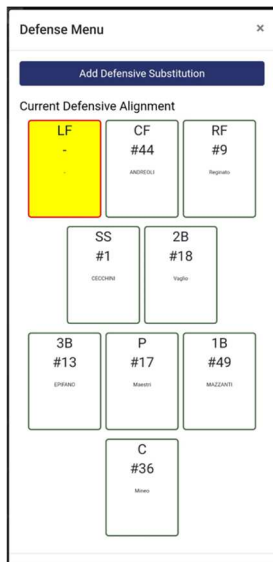 Defense Menu ×
Add Defensive Substitution
Current Defensive Alignment
LF
-
-
CF
#44
ANDREOLI
RF
#9
Reginato
SS
#1
CECCHINI
2B
#18
Vaglio
3B
#13
EPIFANO
P
#17
Maestri
1B
#49
MAZZANTI
C
#36
Mineo